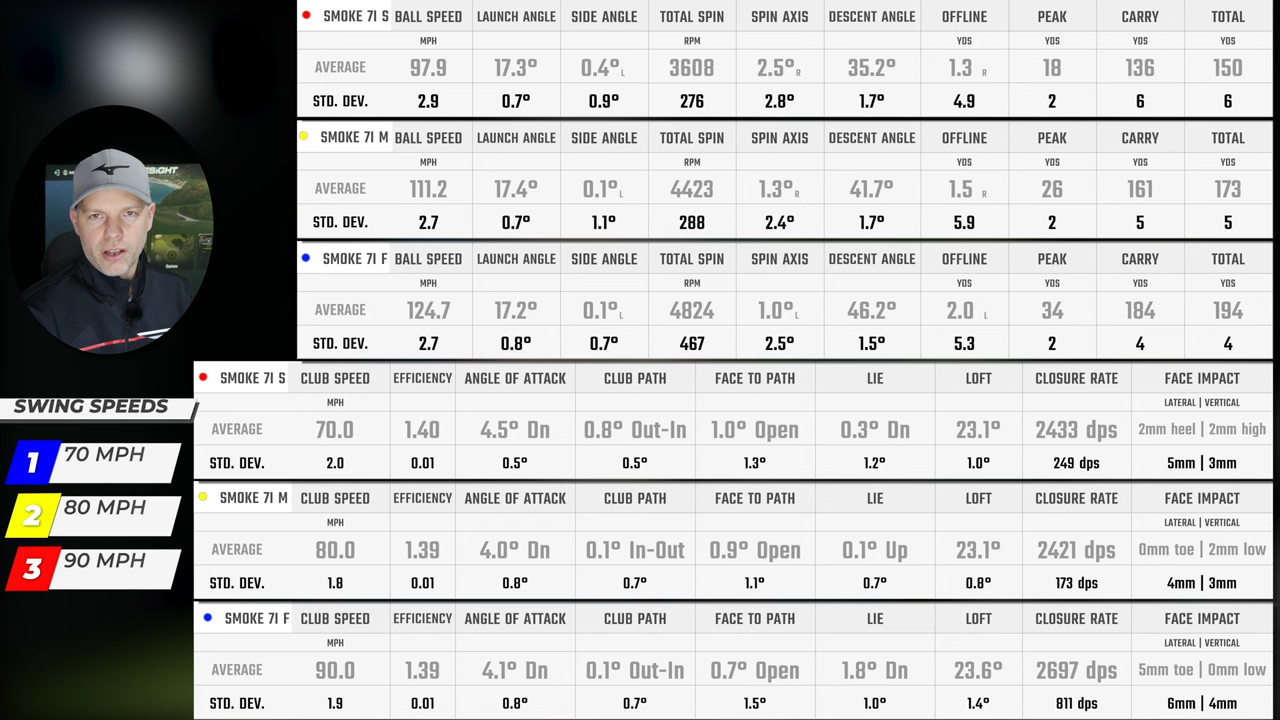 SMOKE 7I S BALL SPEED LAUNCH ANGLE SIDE ANGLE TOTAL SPIN SPIN AXIS DESCENT ANGLE OFFLINE PEAK CARRY TOTAL
MPH RPM YDS YDS YDS YDS
AVERAGE 97.9 17.3° 0.4° L 3608 2.5° R 35.2° 1.3 R 18 136 150
STD. DEV. 2.9 0.7° 0.9° 276 2.8° 1.7° 4.9 2 6 6
SMOKE 7I M BALL SPEED LAUNCH ANGLE SIDE ANGLE TOTAL SPIN SPIN AXIS DESCENT ANGLE OFFLINE PEAK CARRY TOTAL
MPH RPM YDS YDS YDS YDS
AVERAGE 111.2 17.4° 0.1° L 4423 1.3° R 41.7° 1.5 R 26 161 173
STD. DEV. 2.7 0.7° 1.1° 288 2.4° 1.7° 5.9 2 5 5
SMOKE 7I F BALL SPEED LAUNCH ANGLE SIDE ANGLE TOTAL SPIN SPIN AXIS DESCENT ANGLE OFFLINE PEAK CARRY TOTAL
MPH RPM YDS YDS YDS YDS
AVERAGE 124.7 17.2° 0.1° L 4824 1.0° L 46.2° 2.0 L 34 184 194
STD. DEV. 2.7 0.8° 0.7° 467 2.5° 1.5° 5.3 2 4 4
SMOKE 7I S CLUB SPEED EFFICIENCY ANGLE OF ATTACK CLUB PATH FACE TO PATH LIE LOFT CLOSURE RATE FACE IMPACT
MPH LATERAL | VERTICAL
AVERAGE 70.0 1.40 4.5° Dn 0.8° Out-In 1.0° Open 0.3° Dn 23.1° 2433 dps 2mm heel | 2mm high
STD. DEV. 2.0 0.01 0.5° 0.5° 1.3° 1.2° 1.0° 249 dps 5mm | 3mm
SMOKE 7I M CLUB SPEED EFFICIENCY ANGLE OF ATTACK CLUB PATH FACE TO PATH LIE LOFT CLOSURE RATE FACE IMPACT
MPH LATERAL | VERTICAL
AVERAGE 80.0 1.39 4.0° Dn 0.1° In-Out 0.9° Open 0.1° Up 23.1° 2421 dps 0mm toe | 2mm low
STD. DEV. 1.8 0.01 0.8° 0.7° 1.1° 0.7° 0.8° 173 dps 4mm | 3mm
SMOKE 7I F CLUB SPEED EFFICIENCY ANGLE OF ATTACK CLUB PATH FACE TO PATH LIE LOFT CLOSURE RATE FACE IMPACT
MPH LATERAL | VERTICAL
AVERAGE 90.0 1.39 4.1° Dn 0.1° Out-In 0.7° Open 1.8° Dn 23.6° 2697 dps 5mm toe | 0mm low
STD. DEV. 1.9 0.01 0.8° 0.7° 1.5° 1.0° 1.4° 811 dps 6mm | 4mm
SWING SPEEDS
1 70 MPH
2 80 MPH
3 90 MPH